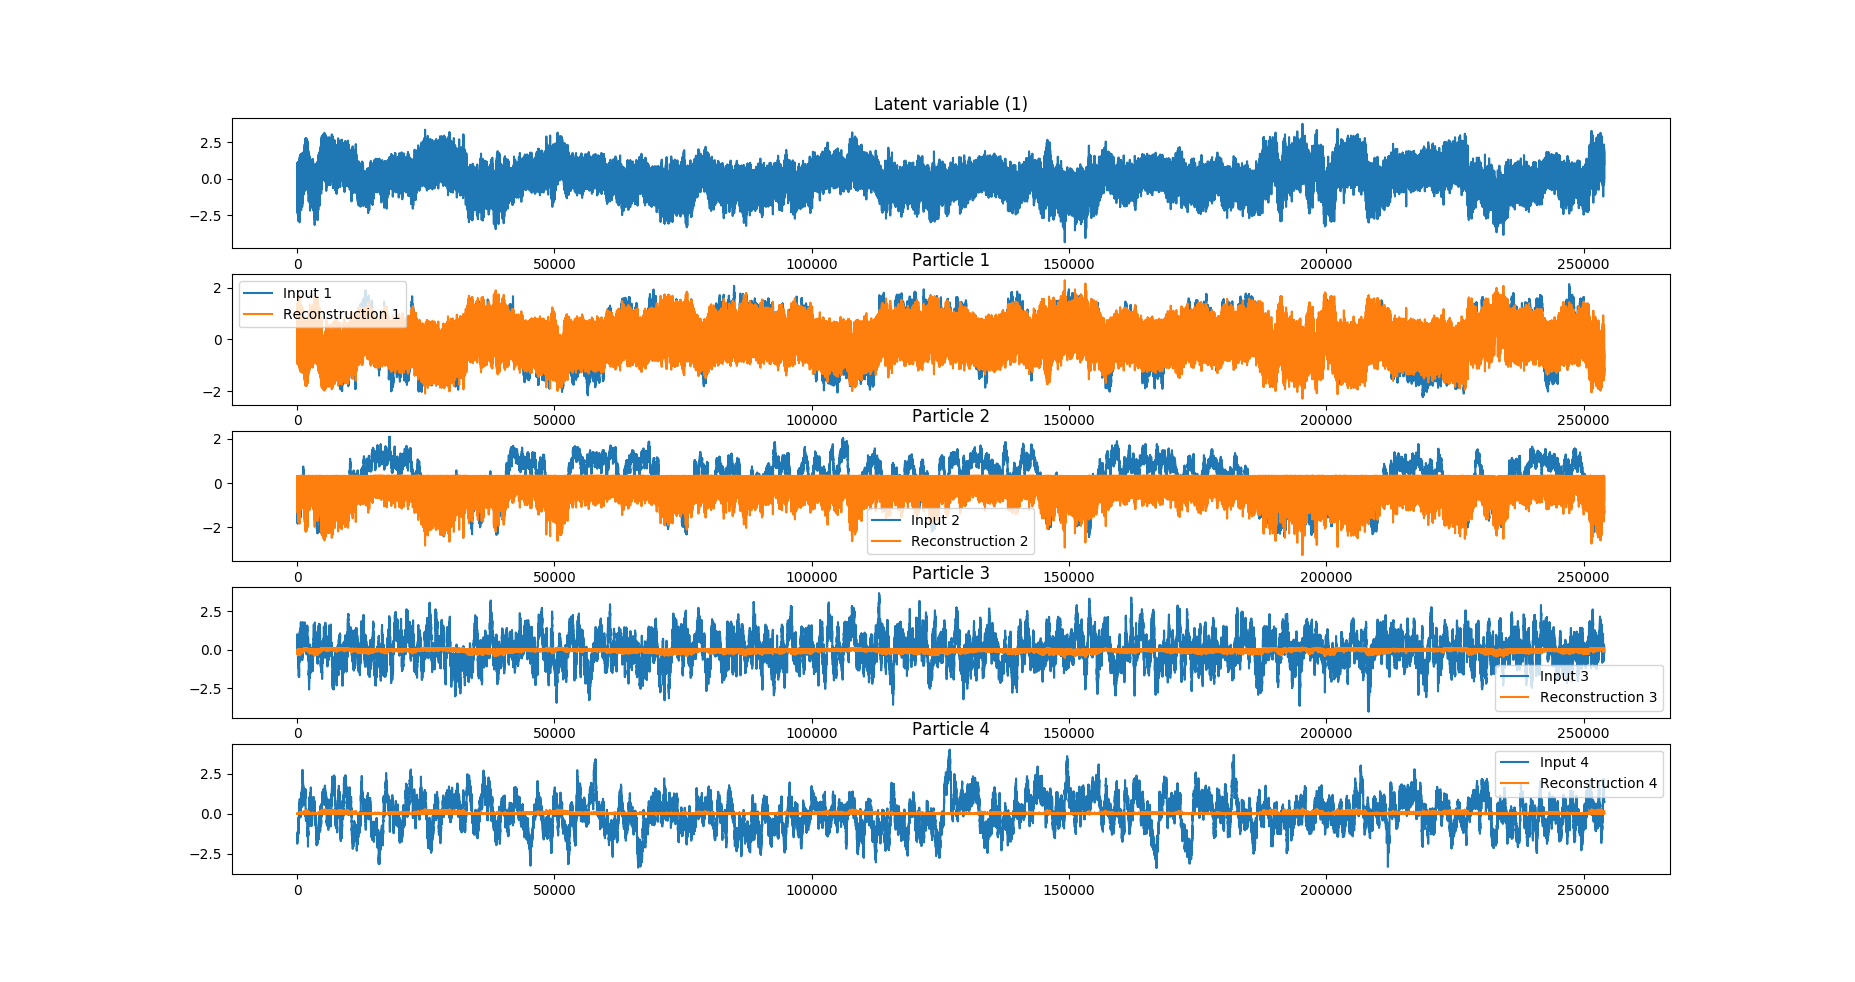 Latent variable (1)
2.5
0.0
−2.5
0 50000 100000 150000 200000 250000
Particle 1
2
0
−2
Input 1
Reconstruction 1
0 50000 100000 150000 200000 250000
Particle 2
2
0
−2
Input 2
Reconstruction 2
0 50000 100000 150000 200000 250000
Particle 3
2.5
0.0
−2.5
Input 3
Reconstruction 3
0 50000 100000 150000 200000 250000
Particle 4
2.5
0.0
−2.5
Input 4
Reconstruction 4
0 50000 100000 150000 200000 250000